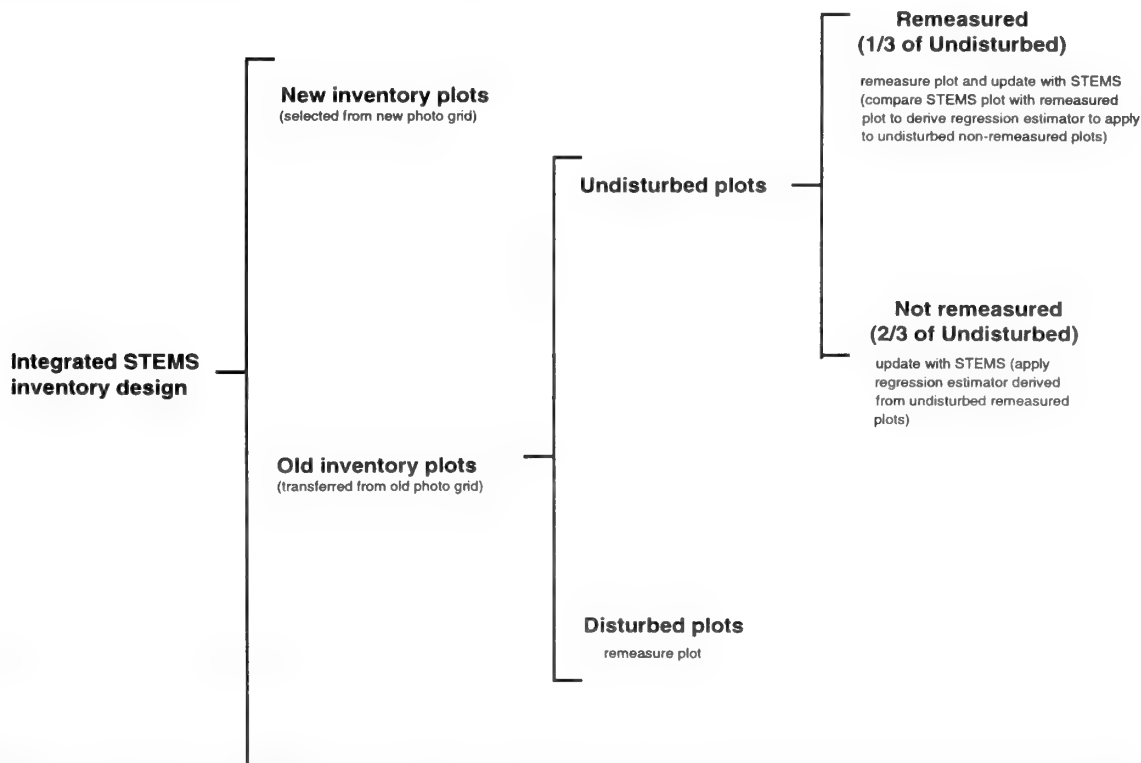 Integrated STEMS
inventory design
New inventory plots
(selected from new photo grid)
Old inventory plots
(transferred from old photo grid)
Undisturbed plots
Disturbed plots
remeasure plot
Remeasured
(1/3 of Undisturbed)
remeasure plot and update with STEMS
(compare STEMS plot with remeasured
plot to derive regression estimator to apply
to undisturbed non-remeasured plots)
Not remeasured
(2/3 of Undisturbed)
update with STEMS (apply
regression estimator derived
from undisturbed remeasured
plots)